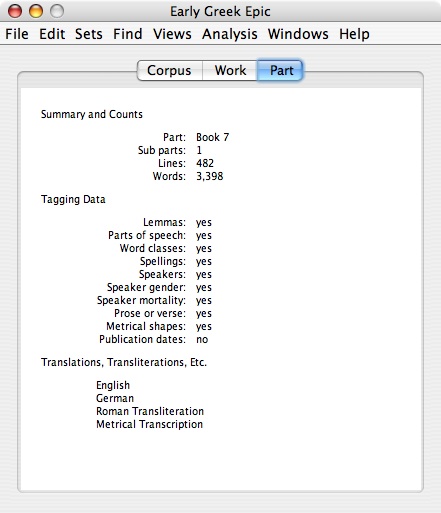 Early Greek Epic
File Edit Sets Find Views Analysis Windows Help
Corpus Work Part
Summary and Counts
Part: Book 7
Sub parts: 1
Lines: 482
Words: 3,398
Tagging Data
Lemmas: yes
Parts of speech: yes
Word classes: yes
Spellings: yes
Speakers: yes
Speaker gender: yes
Speaker mortality: yes
Prose or verse: yes
Metrical shapes: yes
Publication dates: no
Translations, Transliterations, Etc.
English
German
Roman Transliteration
Metrical Transcription